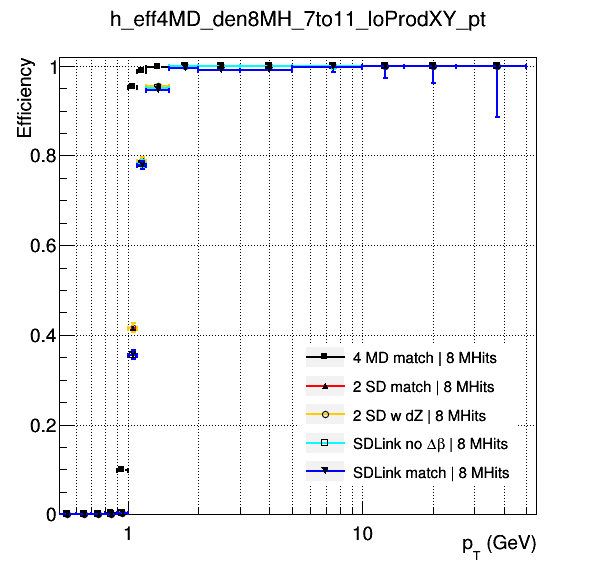 h_eff4MD_den8MH_7to11_loProdXY_pt
Efficiency
1
0.8
0.6
0.4
0.2
0
4 MD match | 8 MHits
2 SD match | 8 MHits
2 SD w dZ | 8 MHits
SDLink no Δβ | 8 MHits
SDLink match | 8 MHits
1
10
p_T (GeV)